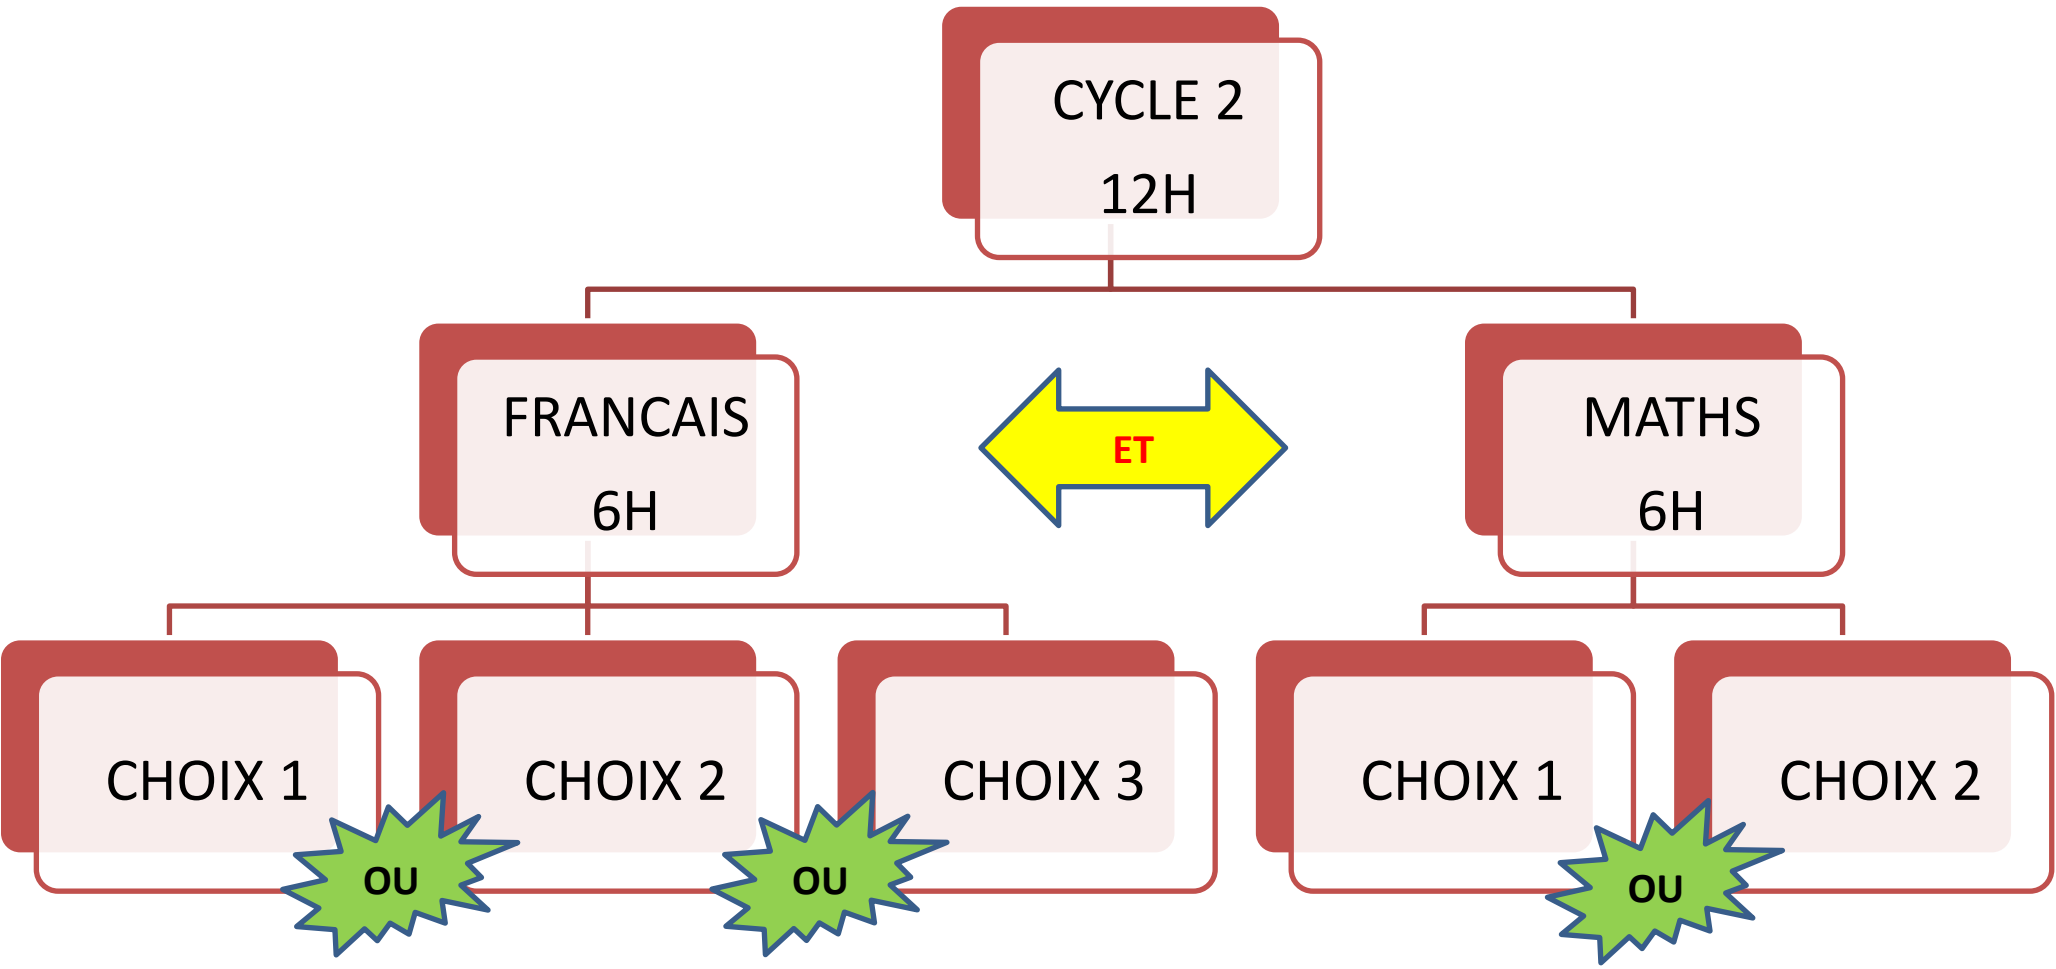 CYCLE 2
12H
FRANCAIS
6H
ET
MATHS
6H
CHOIX 1
OU
CHOIX 2
OU
CHOIX 3
CHOIX 1
OU
CHOIX 2